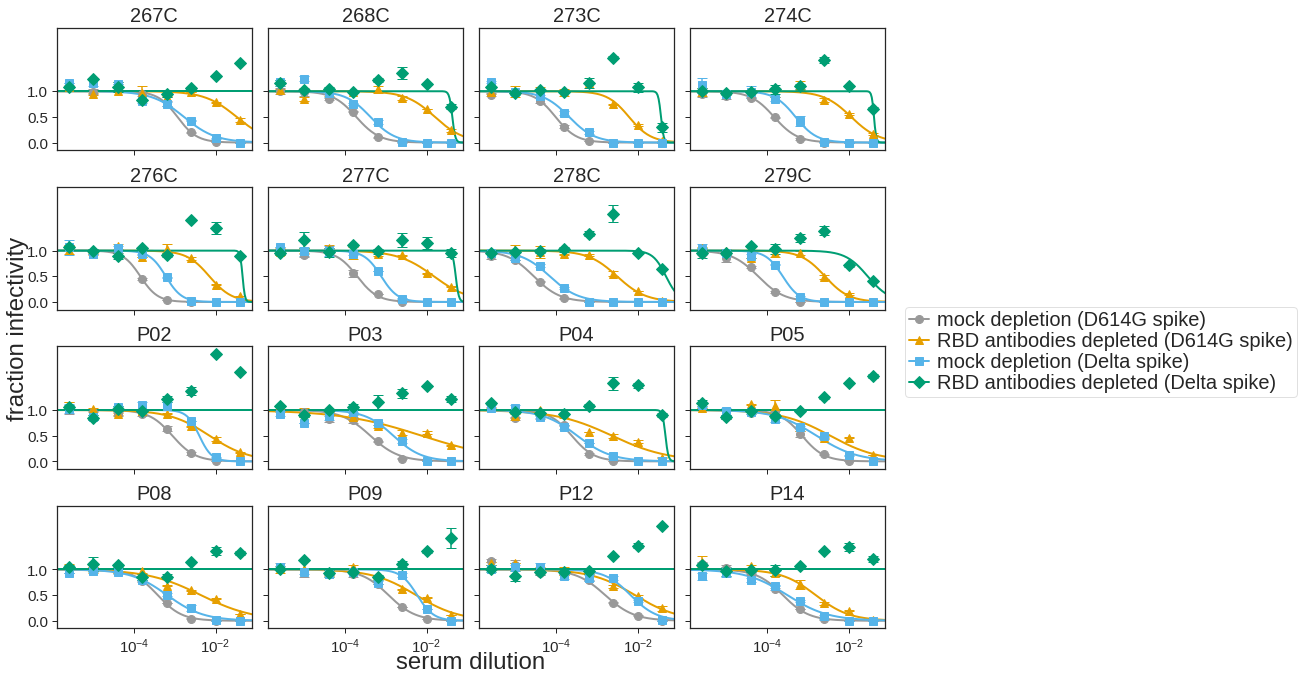 267C 268C 273C 274C
1.0
0.5
0.0
276C 277C 278C 279C
1.0
0.5
0.0
P02 P03 P04 P05
1.0
0.5
0.0
P08 P09 P12 P14
1.0
0.5
0.0
10⁻⁴ 10⁻² 10⁻⁴ 10⁻² 10⁻⁴ 10⁻² 10⁻⁴ 10⁻²
fraction infectivity
serum dilution
mock depletion (D614G spike)
RBD antibodies depleted (D614G spike)
mock depletion (Delta spike)
RBD antibodies depleted (Delta spike)